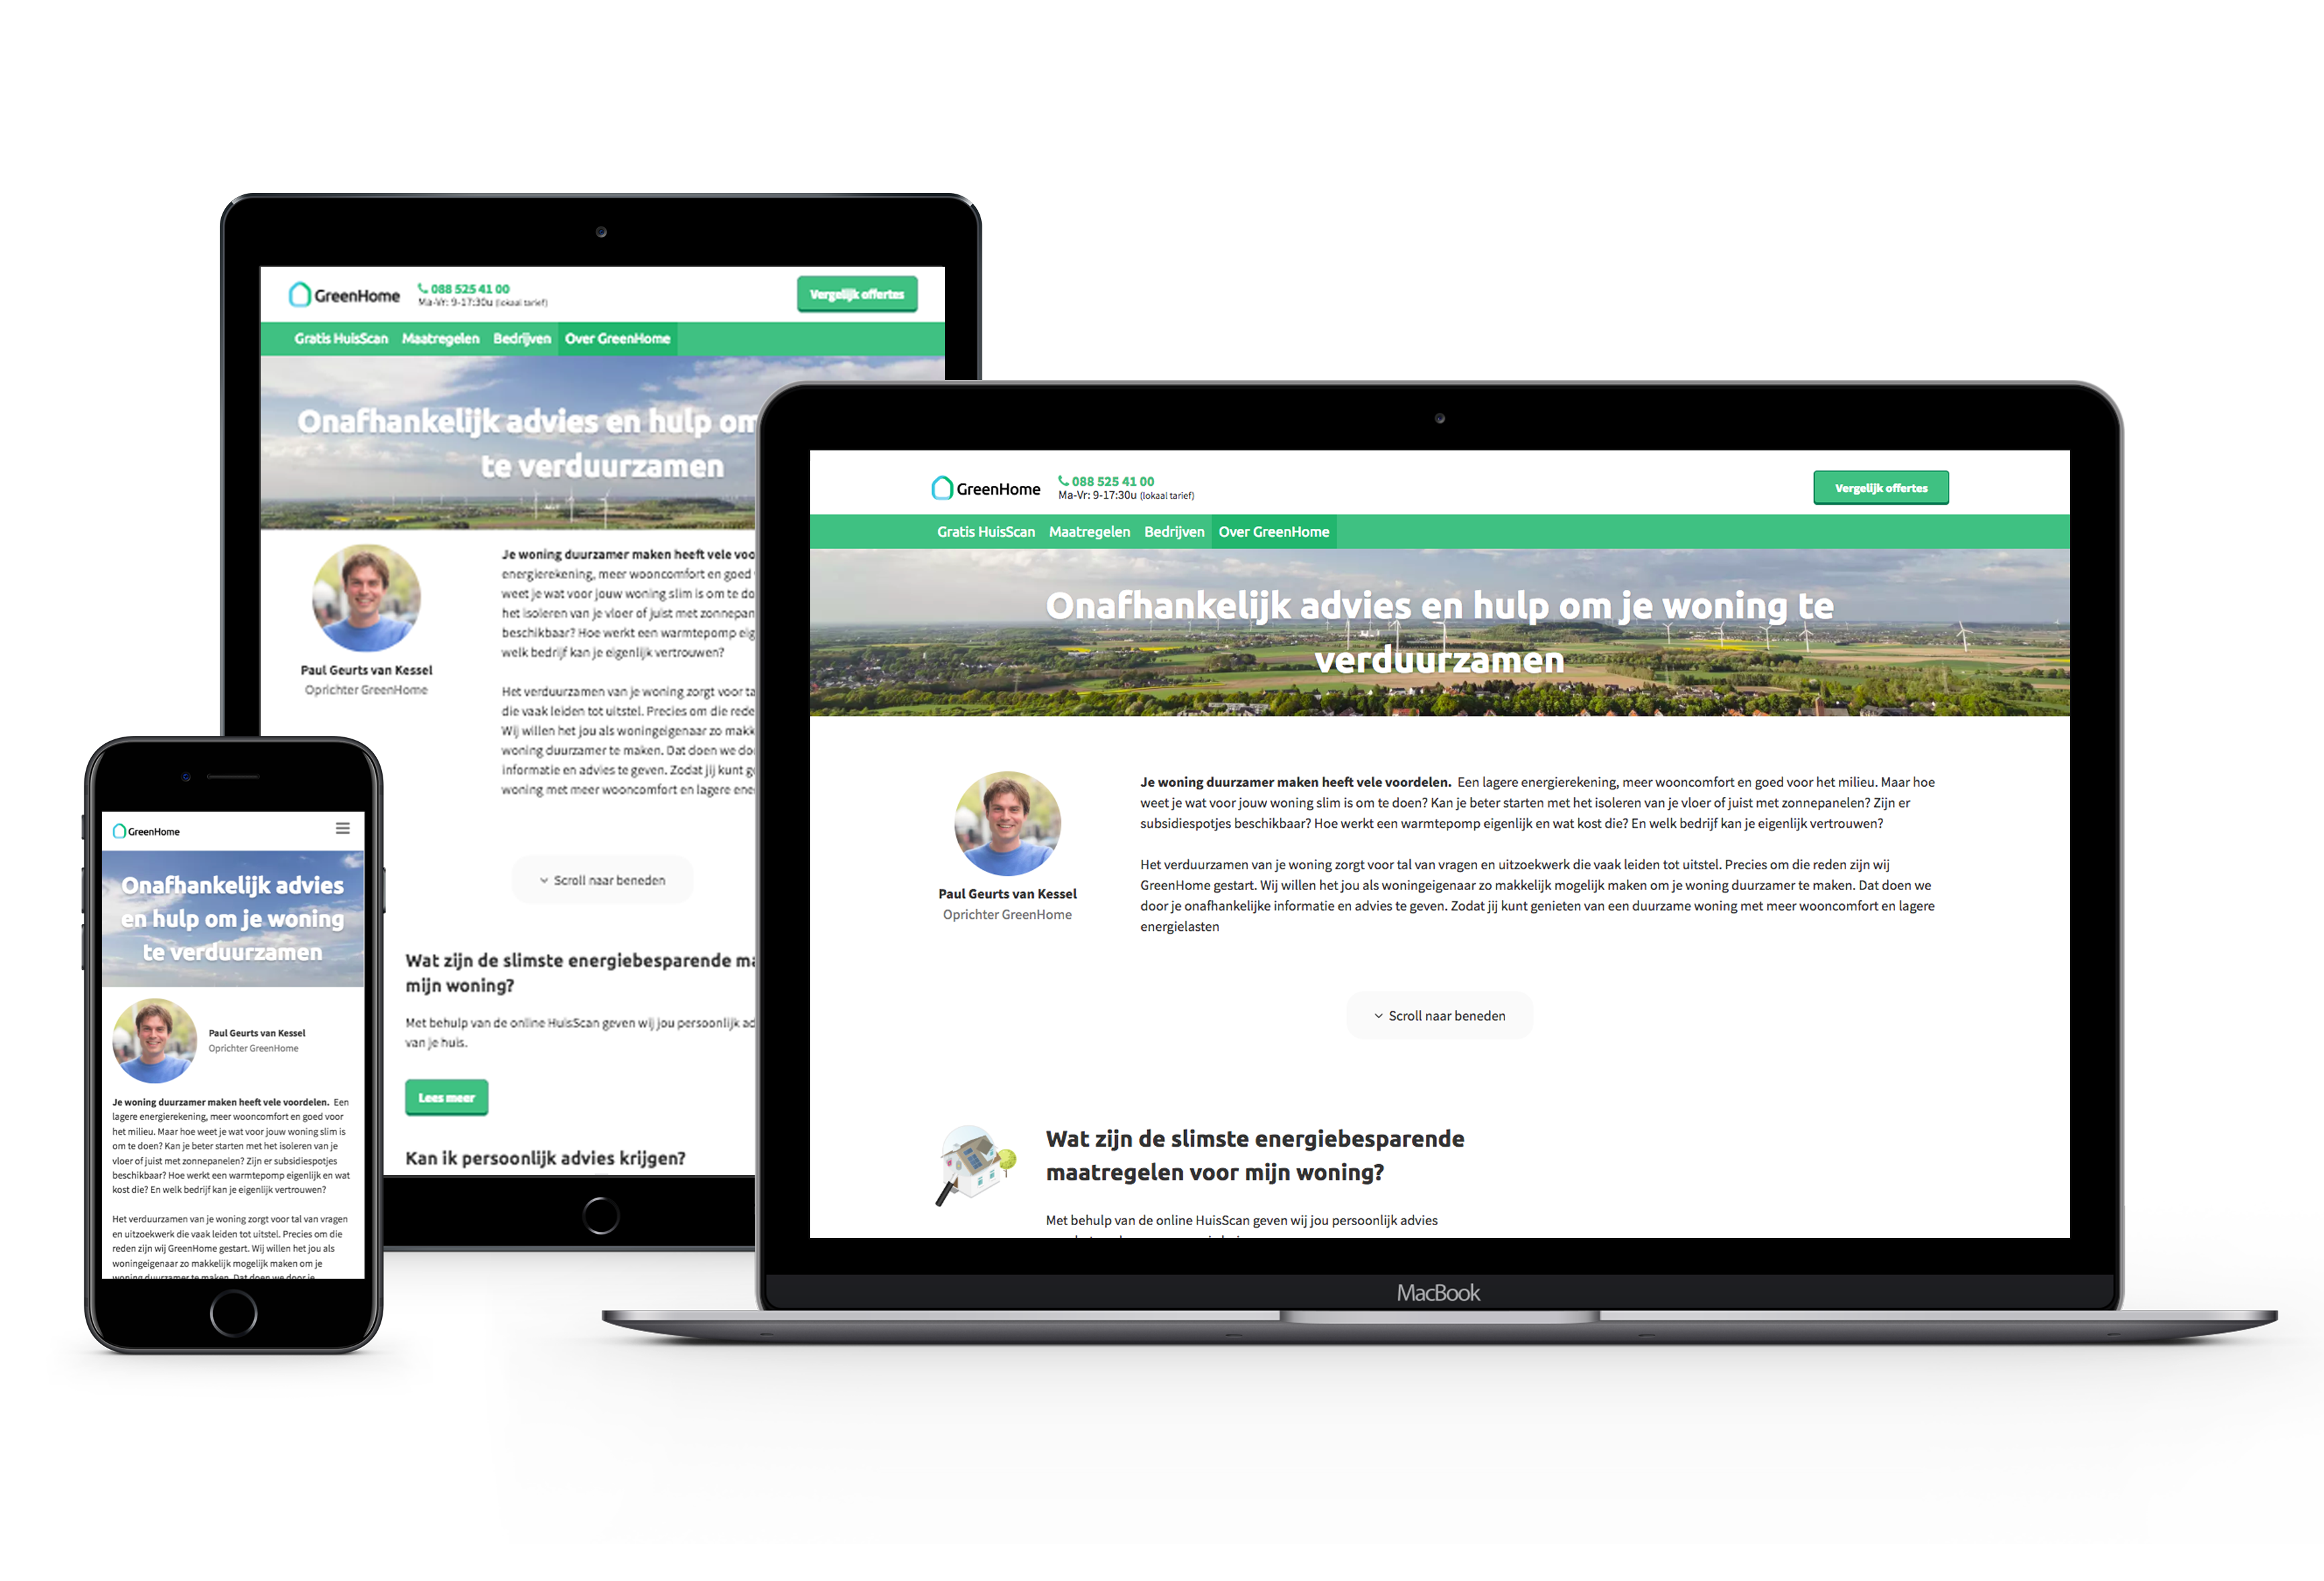 GreenHome
088 525 41 00
Ma-Vr: 9-17:30u (lokaal tarief)
Vergelijk offertes
Gratis HuisScan Maatregelen Bedrijven Over GreenHome
Onafhankelijk advies en hulp om
te verduurzamen
Paul Geurts van Kessel
Oprichter GreenHome
Je woning duurzamer maken heeft vele voo
energierekening, meer wooncomfort en goed
weet je wat voor jouw woning slim is om te do
het isoleren van je vloer of juist met zonnepan
beschikbaar? Hoe werkt een warmtepomp eig
welk bedrijf kan je eigenlijk vertrouwen?
Het verduurzamen van je woning zorgt voor ta
die vaak leiden tot uitstel. Precies om die rede
Wij willen het jou als woningeigenaar zo makk
woning duurzamer te maken. Dat doen we do
informatie en advies te geven. Zodat jij kunt g
woning met meer wooncomfort en lagere ene
Scroll naar beneden
Wat zijn de slimste energiebesparende ma
mijn woning?
Met behulp van de online HuisScan geven wij jou persoonlijk ad
van je huis.
Lees meer
Kan ik persoonlijk advies krijgen?
GreenHome
Onafhankelijk advies
en hulp om je woning
te verduurzamen
Paul Geurts van Kessel
Oprichter GreenHome
Je woning duurzamer maken heeft vele voordelen. Een
lagere energierekening, meer wooncomfort en goed voor
het milieu. Maar hoe weet je wat voor jouw woning slim is
om te doen? Kan je beter starten met het isoleren van je
vloer of juist met zonnepanelen? Zijn er subsidiespotjes
beschikbaar? Hoe werkt een warmtepomp eigenlijk en wat
kost die? En welk bedrijf kan je eigenlijk vertrouwen?
Het verduurzamen van je woning zorgt voor tal van vragen
en uitzoekwerk die vaak leiden tot uitstel. Precies om die
reden zijn wij GreenHome gestart. Wij willen het jou als
woningeigenaar zo makkelijk mogelijk maken om je
woning duurzamer te maken. Dat doen we door je
GreenHome
088 525 41 00
Ma-Vr: 9-17:30u (lokaal tarief)
Vergelijk offertes
Gratis HuisScan Maatregelen Bedrijven Over GreenHome
Onafhankelijk advies en hulp om je woning te
verduurzamen
Paul Geurts van Kessel
Oprichter GreenHome
Je woning duurzamer maken heeft vele voordelen. Een lagere energierekening, meer wooncomfort en goed voor het milieu. Maar hoe
weet je wat voor jouw woning slim is om te doen? Kan je beter starten met het isoleren van je vloer of juist met zonnepanelen? Zijn er
subsidiespotjes beschikbaar? Hoe werkt een warmtepomp eigenlijk en wat kost die? En welk bedrijf kan je eigenlijk vertrouwen?
Het verduurzamen van je woning zorgt voor tal van vragen en uitzoekwerk die vaak leiden tot uitstel. Precies om die reden zijn wij
GreenHome gestart. Wij willen het jou als woningeigenaar zo makkelijk mogelijk maken om je woning duurzamer te maken. Dat doen we
door je onafhankelijke informatie en advies te geven. Zodat jij kunt genieten van een duurzame woning met meer wooncomfort en lagere
energielasten
Scroll naar beneden
Wat zijn de slimste energiebesparende
maatregelen voor mijn woning?
Met behulp van de online HuisScan geven wij jou persoonlijk advies
MacBook